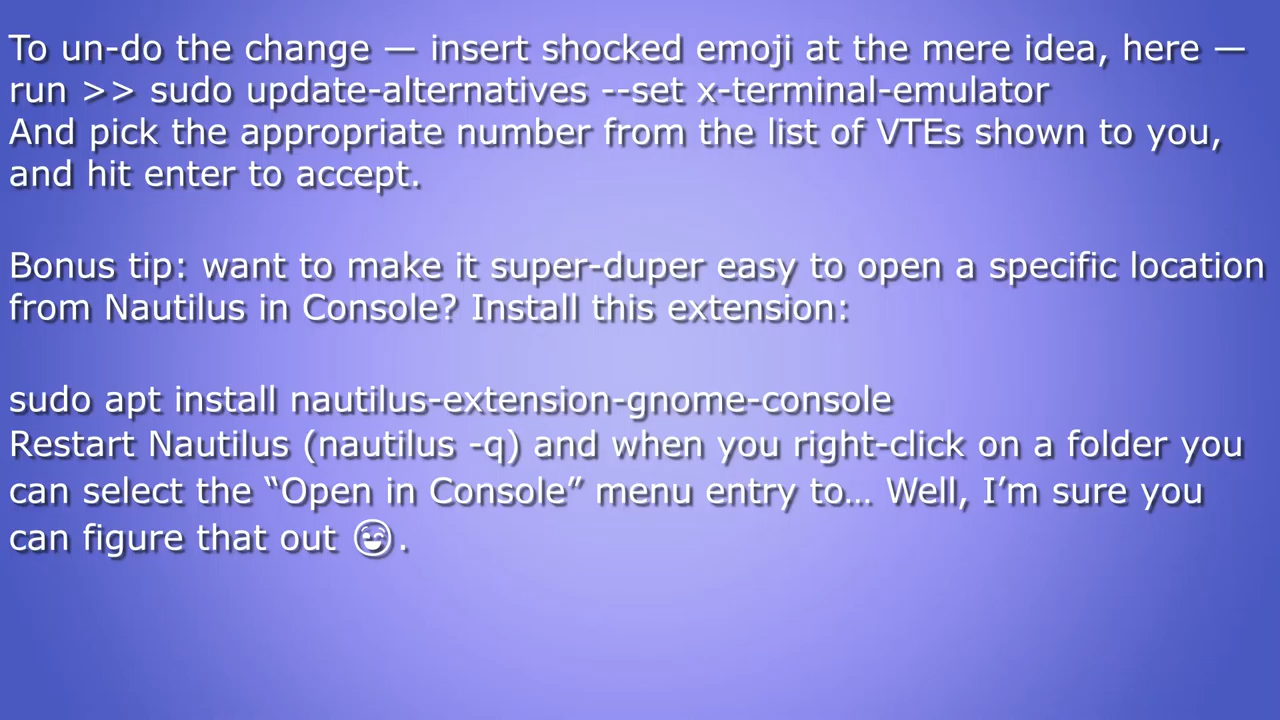 To un-do the change — insert shocked emoji at the mere idea, here —
run >> sudo update-alternatives --set x-terminal-emulator
And pick the appropriate number from the list of VTEs shown to you,
and hit enter to accept.
Bonus tip: want to make it super-duper easy to open a specific location
from Nautilus in Console? Install this extension:
sudo apt install nautilus-extension-gnome-console
Restart Nautilus (nautilus -q) and when you right-click on a folder you
can select the “Open in Console” menu entry to… Well, I’m sure you
can figure that out 😅.